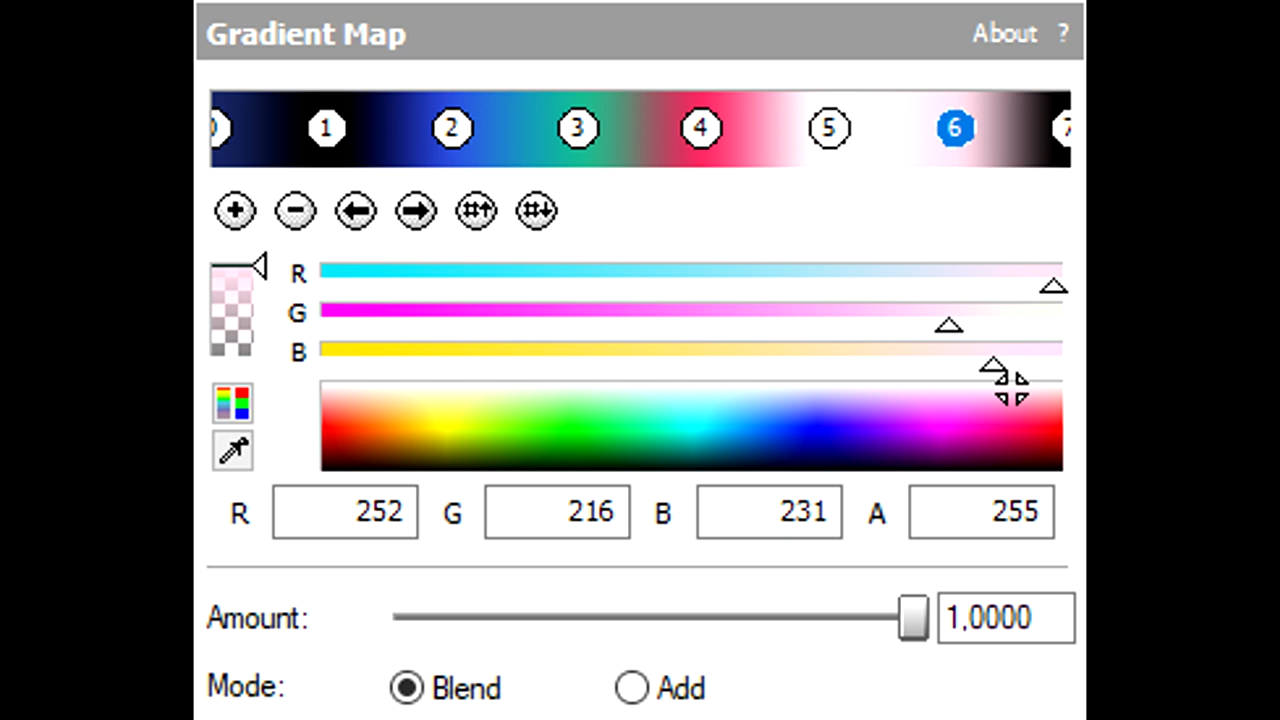 Gradient Map About ?
1 2 3 4 5 6 7
R
G
B
R 252 G 216 B 231 A 255
Amount: 1,0000
Mode: Blend Add